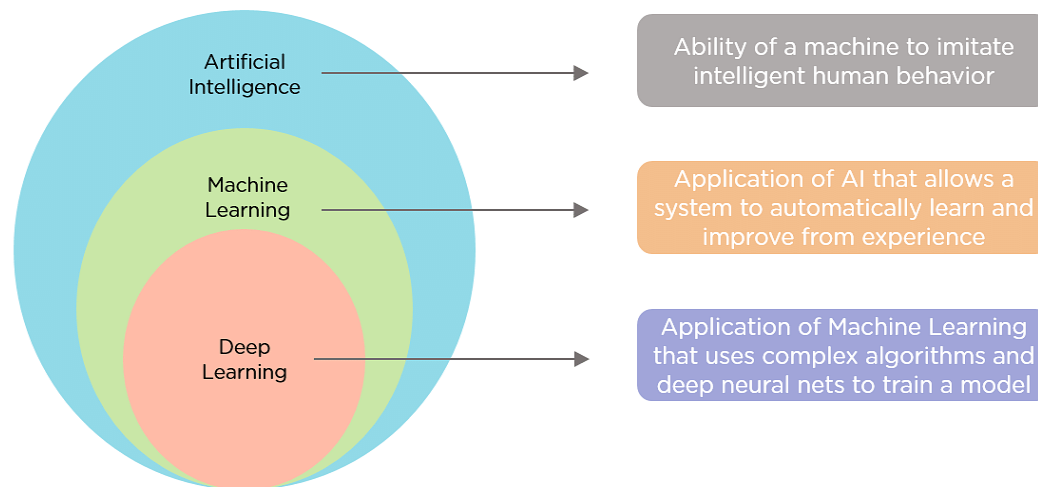 Artificial
Intelligence
Ability of a machine to imitate
intelligent human behavior
Machine
Learning
Application of AI that allows a
system to automatically learn and
improve from experience
Deep
Learning
Application of Machine Learning
that uses complex algorithms and
deep neural nets to train a model